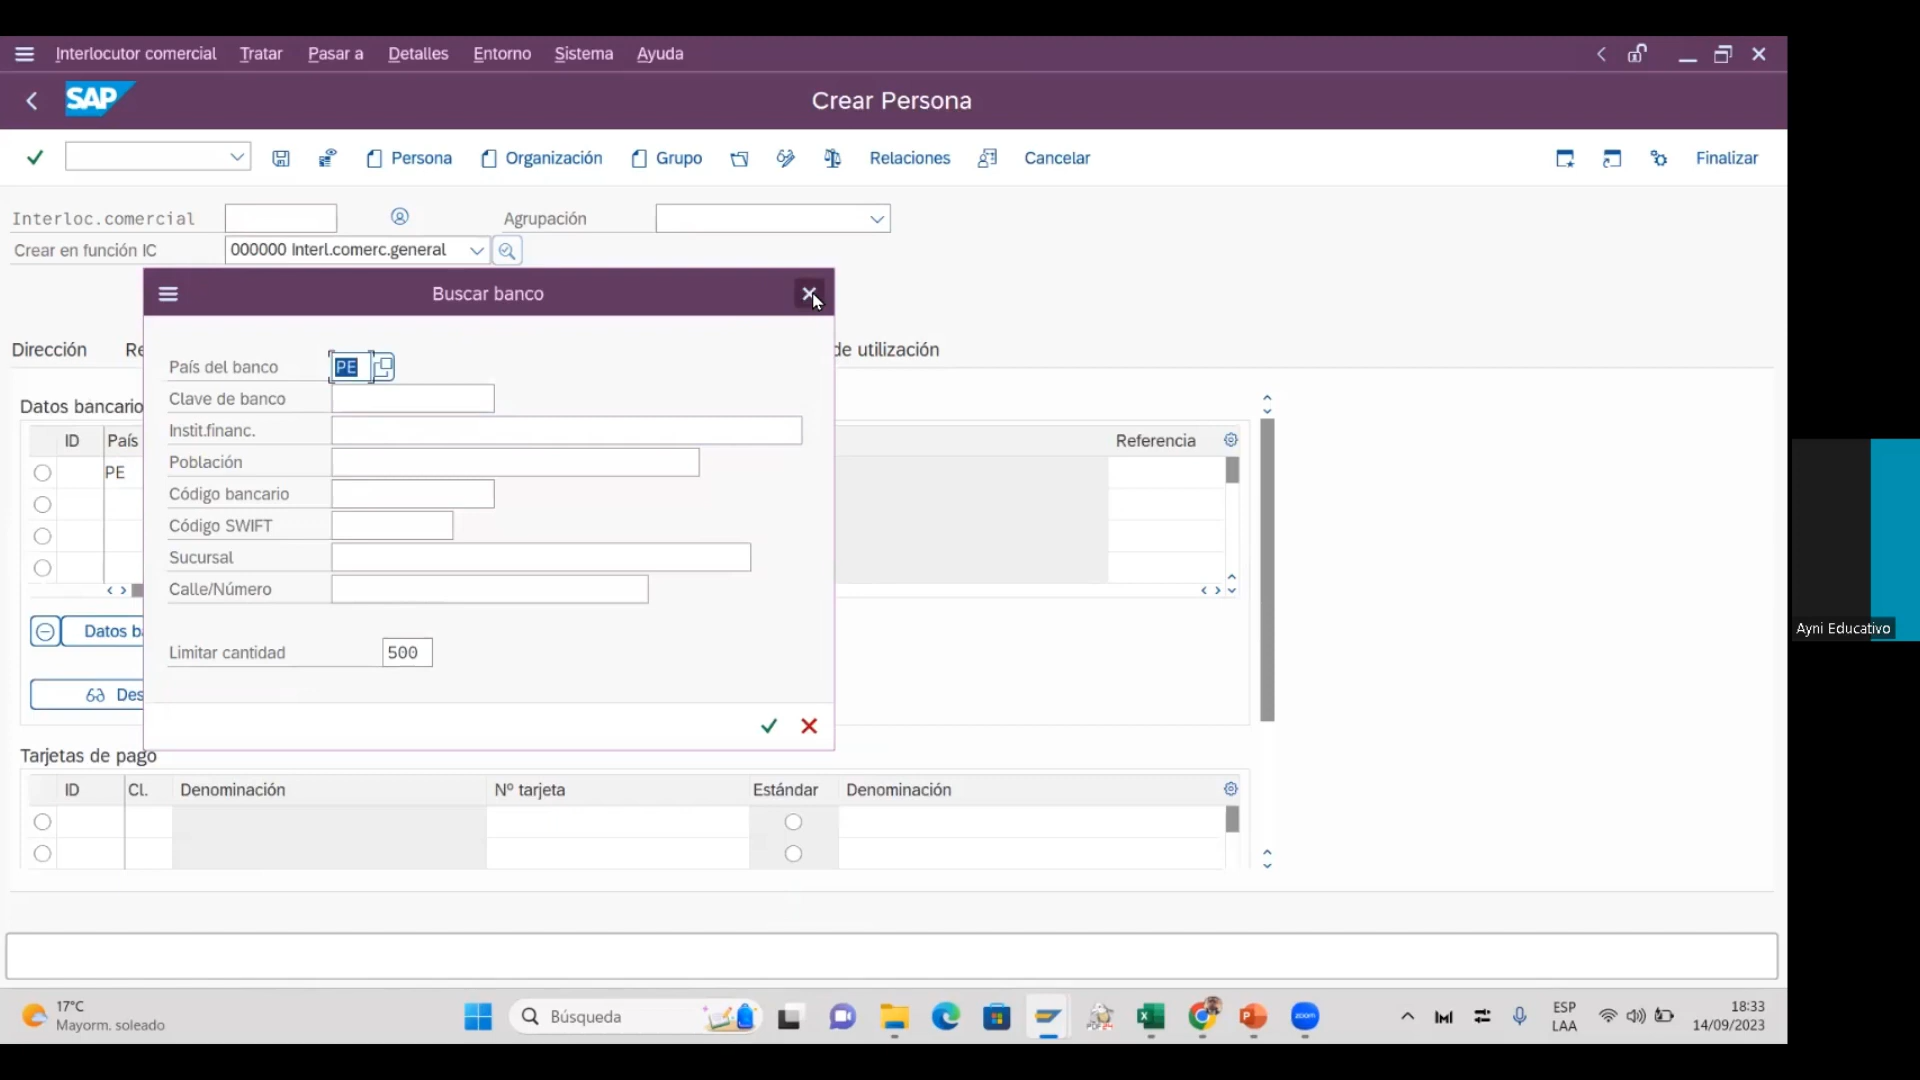 Interlocutor comercial Tratar Pasar a Detalles Entorno Sistema Ayuda
SAP
Crear Persona
Persona Organización Grupo Relaciones Cancelar Finalizar
Interloc.comercial Agrupación
Crear en función IC 000000 Interl.comerc.general
Buscar banco
Dirección Re de utilización
País del banco PE
Clave de banco
Instit.financ.
Población
Código bancario
Código SWIFT
Sucursal
Calle/Número
Limitar cantidad 500
Datos bancario
ID País Referencia
PE
Datos b
Des
Tarjetas de pago
ID Cl. Denominación Nº tarjeta Estándar Denominación
Ayni Educativo
17°C
Mayorm. soleado
Búsqueda
zoom
ESP
LAA
18:33
14/09/2023